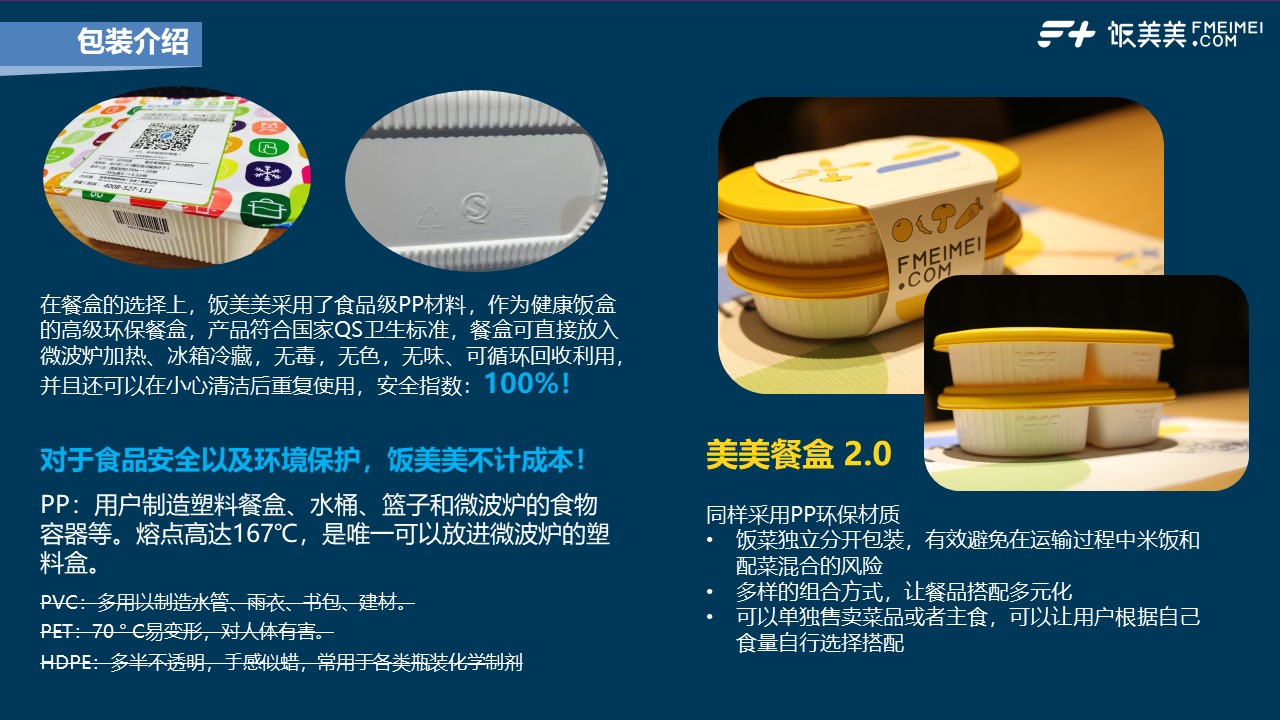 包装介绍
饭美美 FMEIMEI
.COM
4008-527-111
FMEIMEI
.COM
在餐盒的选择上，饭美美采用了食品级PP材料，作为健康饭盒
的高级环保餐盒，产品符合国家QS卫生标准，餐盒可直接放入
微波炉加热、冰箱冷藏，无毒，无色，无味、可循环回收利用，
并且还可以在小心清洁后重复使用，安全指数：100%！
对于食品安全以及环境保护，饭美美不计成本！
PP：用户制造塑料餐盒、水桶、篮子和微波炉的食物
容器等。熔点高达167℃，是唯一可以放进微波炉的塑
料盒。
PVC：多用以制造水管、雨衣、书包、建材。
PET：70 ° C易变形，对人体有害。
HDPE：多半不透明，手感似蜡，常用于各类瓶装化学制剂
美美餐盒 2.0
同样采用PP环保材质
• 饭菜独立分开包装，有效避免在运输过程中米饭和
配菜混合的风险
• 多样的组合方式，让餐品搭配多元化
• 可以单独售卖菜品或者主食，可以让用户根据自己
食量自行选择搭配